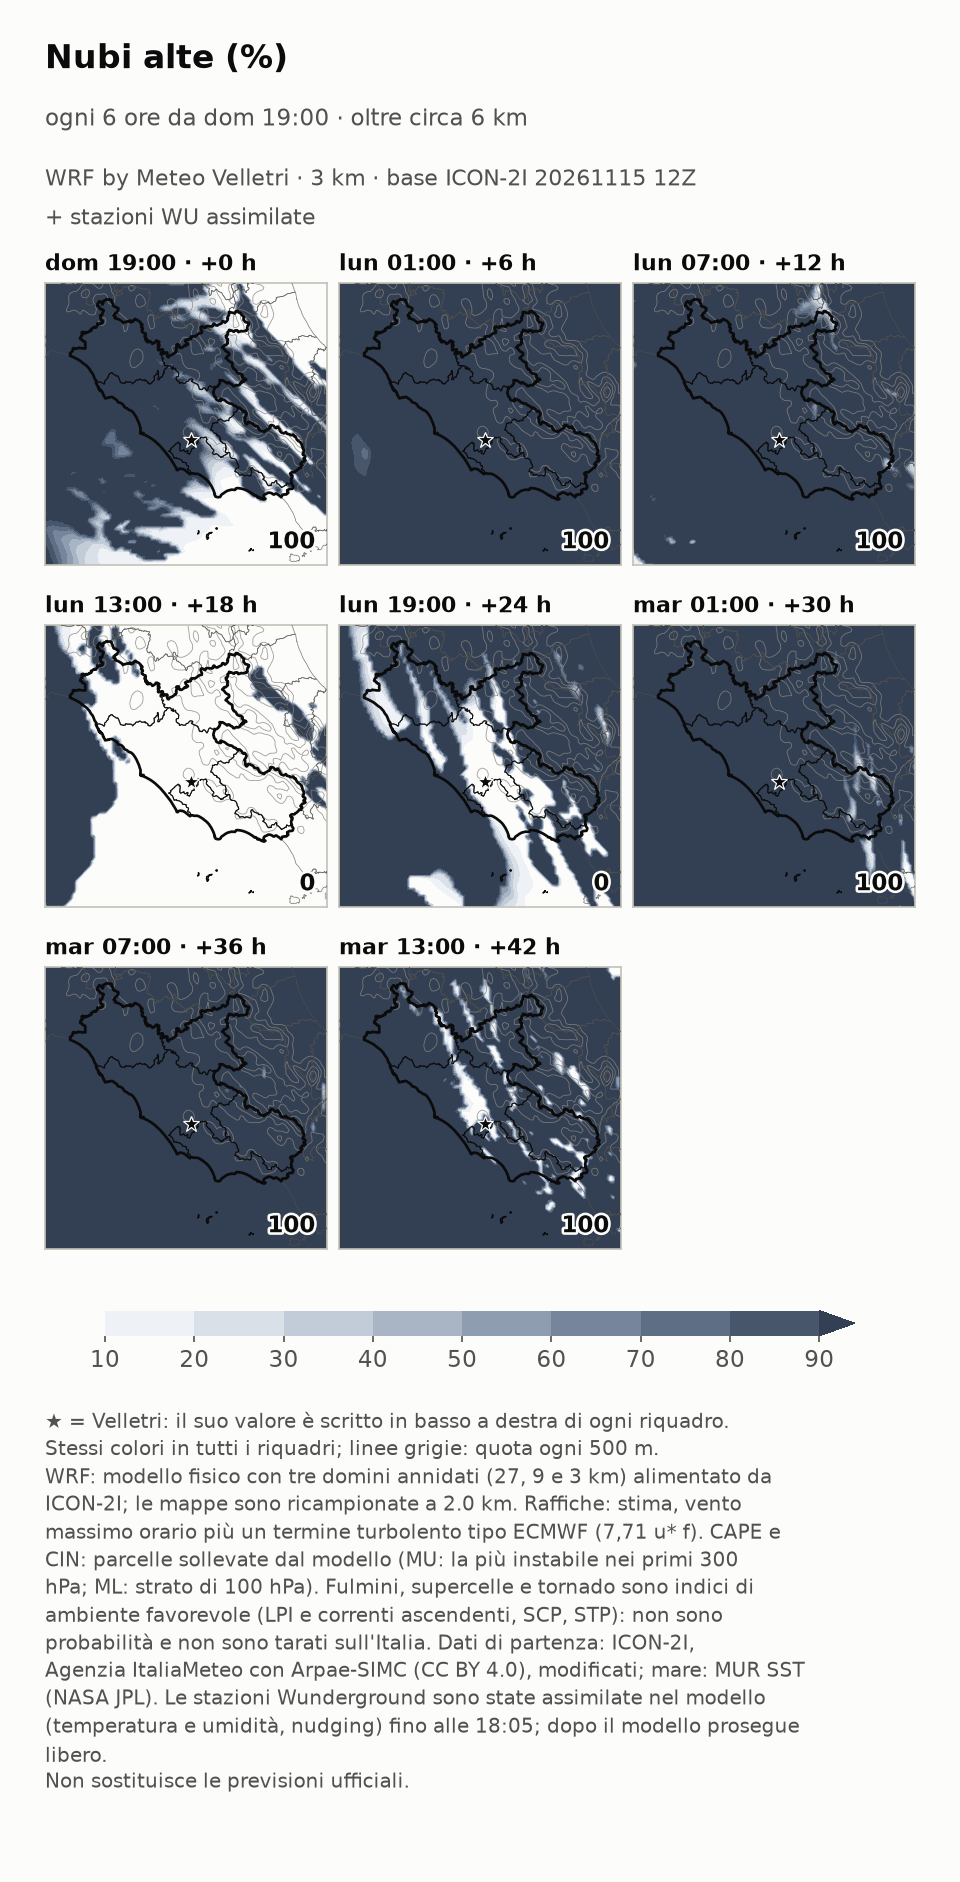 Nubi alte (%)
ogni 6 ore da dom 19:00 · oltre circa 6 km
WRF by Meteo Velletri · 3 km · base ICON-2I 20261115 12Z
+ stazioni WU assimilate
dom 19:00 · +0 h
lun 01:00 · +6 h
lun 07:00 · +12 h
100
100
100
lun 13:00 · +18 h
lun 19:00 · +24 h
mar 01:00 · +30 h
0
0
100
mar 07:00 · +36 h
mar 13:00 · +42 h
100
100
10 20 30 40 50 60 70 80 90
★ = Velletri: il suo valore è scritto in basso a destra di ogni riquadro.
Stessi colori in tutti i riquadri; linee grigie: quota ogni 500 m.
WRF: modello fisico con tre domini annidati (27, 9 e 3 km) alimentato da
ICON-2I; le mappe sono ricampionate a 2.0 km. Raffiche: stima, vento
massimo orario più un termine turbolento tipo ECMWF (7,71 u* f). CAPE e
CIN: parcelle sollevate dal modello (MU: la più instabile nei primi 300
hPa; ML: strato di 100 hPa). Fulmini, supercelle e tornado sono indici di
ambiente favorevole (LPI e correnti ascendenti, SCP, STP): non sono
probabilità e non sono tarati sull'Italia. Dati di partenza: ICON-2I,
Agenzia ItaliaMeteo con Arpae-SIMC (CC BY 4.0), modificati; mare: MUR SST
(NASA JPL). Le stazioni Wunderground sono state assimilate nel modello
(temperatura e umidità, nudging) fino alle 18:05; dopo il modello prosegue
libero.
Non sostituisce le previsioni ufficiali.